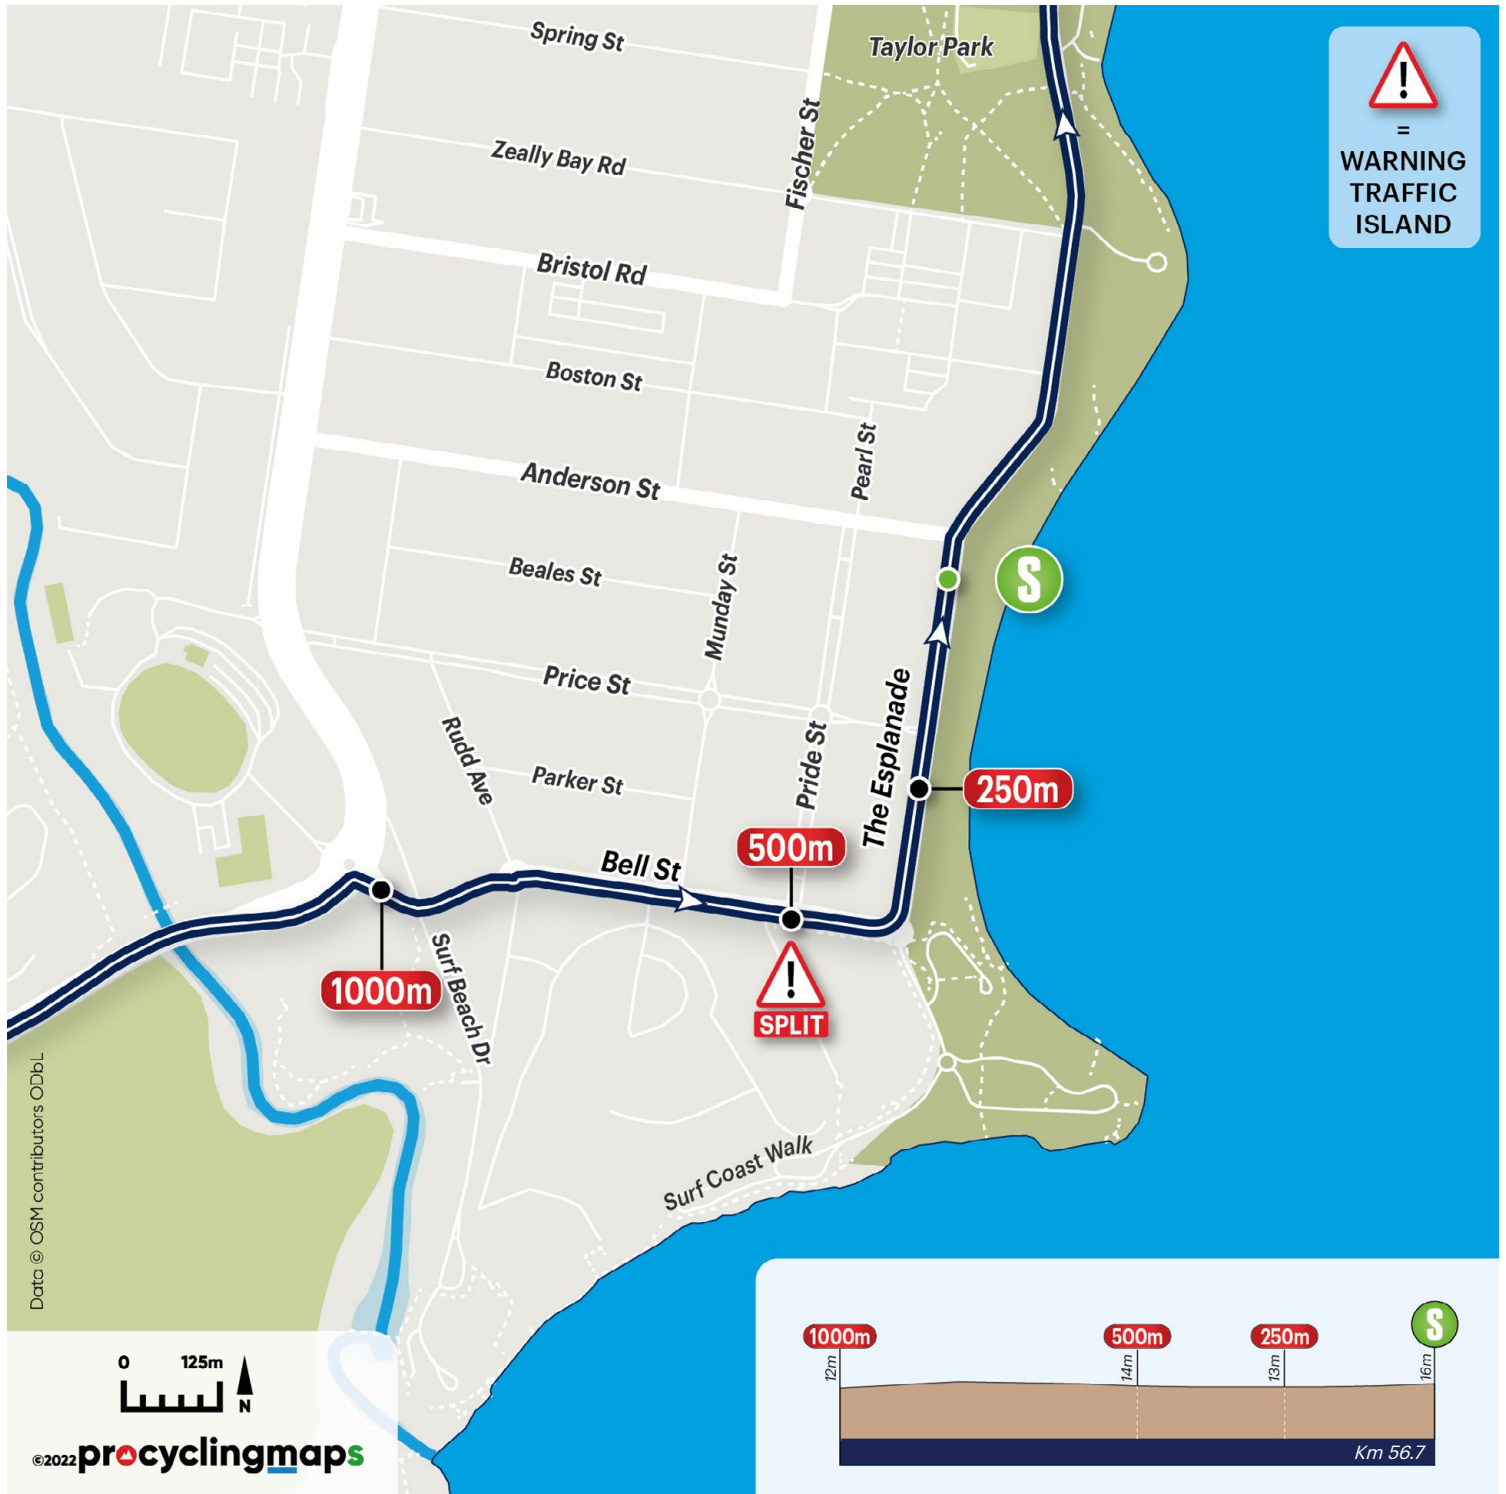 Spring St
Taylor Park
!
=
WARNING
TRAFFIC
ISLAND
Fischer St
Zeally Bay Rd
Bristol Rd
Boston St
Pearl St
Anderson St
Beales St
Munday St
S
Price St
The Esplanade
Rudd Ave
Pride St
Parker St
250m
500m
Bell St
1000m
Surf Beach Dr
!
SPLIT
Surf Coast Walk
Data © OSM contributors ODbL
0 125m
N
©2022 procyclingmaps
1000m 500m 250m S
12m 14m 13m 16m
Km 56.7